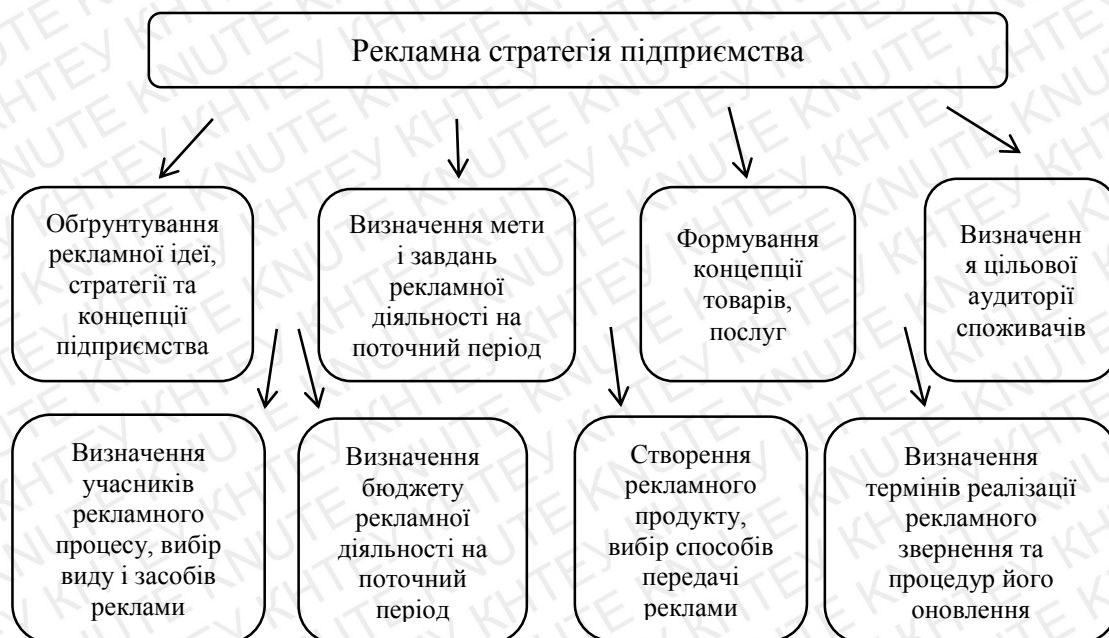 Рекламна стратегія підприємства
Обґрунтування
рекламної ідеї,
стратегії та
концепції
підприємства
Визначення мети
і завдань
рекламної
діяльності на
поточний період
Формування
концепції
товарів,
послуг
Визначенн
я цільової
аудиторії
споживачів
Визначення
учасників
рекламного
процесу, вибір
виду і засобів
реклами
Визначення
бюджету
рекламної
діяльності на
поточний
період
Створення
рекламного
продукту,
вибір способів
передачі
реклами
Визначення
термінів реалізації
рекламного
звернення та
процедур його
оновлення